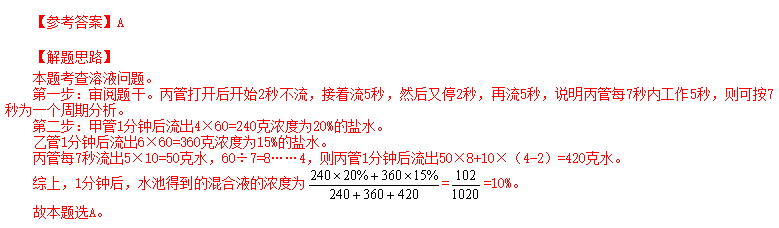 【参考答案】A
【解题思路】
本题考查溶液问题。
第一步：审阅题干。丙管打开后开始2秒不流，接着流5秒，然后又停2秒，再流5秒，说明丙管每7秒内工作5秒，则可按7
秒为一个周期分析。
第二步：甲管1分钟后流出4×60=240克浓度为20%的盐水。
乙管1分钟后流出6×60=360克浓度为15%的盐水。
丙管每7秒流出5×10=50克水，60÷7=8……4，则丙管1分钟后流出50×8+10×（4-2）=420克水。
综上，1分钟后，水池得到的混合液的浓度为 (240×20%+360×15%)/(240+360+420) = 102/1020 =10%。
故本题选A。